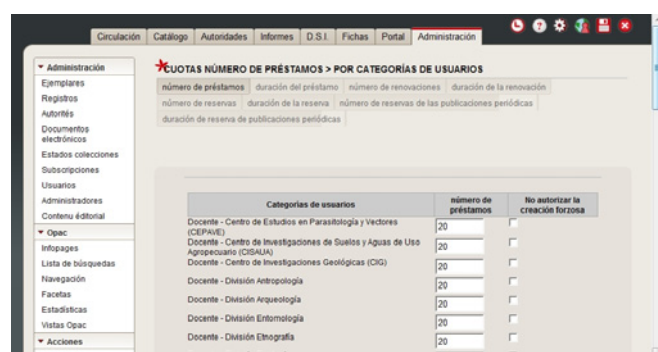 Circulación Catálogo Autoridades Informes D.S.I. Fichas Portal Administración
Administración
Ejemplares
Registros
Autorités
Documentos
electrónicos
Estados colecciones
Subscripciones
Usuarios
Administradores
Contenu éditorial
Opac
Infopages
Lista de búsquedas
Navegación
Facetas
Estadísticas
Vistas Opac
Acciones
CUOTAS NÚMERO DE PRÉSTAMOS > POR CATEGORÍAS DE USUARIOS
número de préstamos duración del préstamo número de renovaciones duración de la renovación
número de reservas duración de la reserva número de reservas de las publicaciones periódicas
duración de reserva de publicaciones periódicas
Categorías de usuarios número de préstamos No autorizar la creación forzosa
Docente - Centro de Estudios en Parasitología y Vectores
(CEPAVE) 20
Docente - Centro de Investigaciones de Suelos y Aguas de Uso
Agropecuario (CISAUA) 20
Docente - Centro de Investigaciones Geológicas (CIG) 20
Docente - División Antropología 20
Docente - División Arqueología 20
Docente - División Entomología 20
Docente - División Etnografía 20